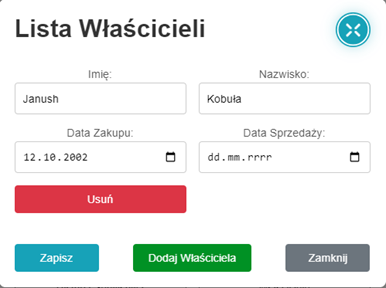 Lista Właścicieli
Imię:
Nazwisko:
Janush
Kobuła
Data Zakupu:
Data Sprzedaży:
12.10.2002
dd.mm.rrrr
Usuń
Zapisz
Dodaj Właściciela
Zamknij